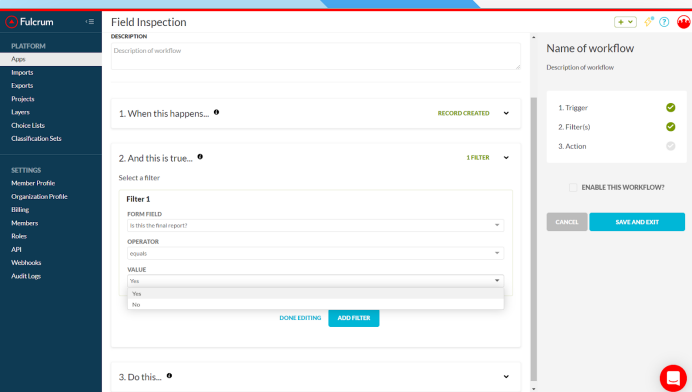 Fulcrum
PLATFORM
Apps
Imports
Exports
Projects
Layers
Choice Lists
Classification Sets
SETTINGS
Member Profile
Organization Profile
Billing
Members
Roles
API
Webhooks
Audit Logs
Field Inspection
DESCRIPTION
Description of workflow
1. When this happens...
RECORD CREATED
2. And this is true...
1 FILTER
Select a filter
Filter 1
FORM FIELD
Is this the final report?
OPERATOR
equals
VALUE
Yes
Yes
No
DONE EDITING
ADD FILTER
3. Do this...
Name of workflow
Description of workflow
1. Trigger
2. Filter(s)
3. Action
ENABLE THIS WORKFLOW?
CANCEL
SAVE AND EXIT